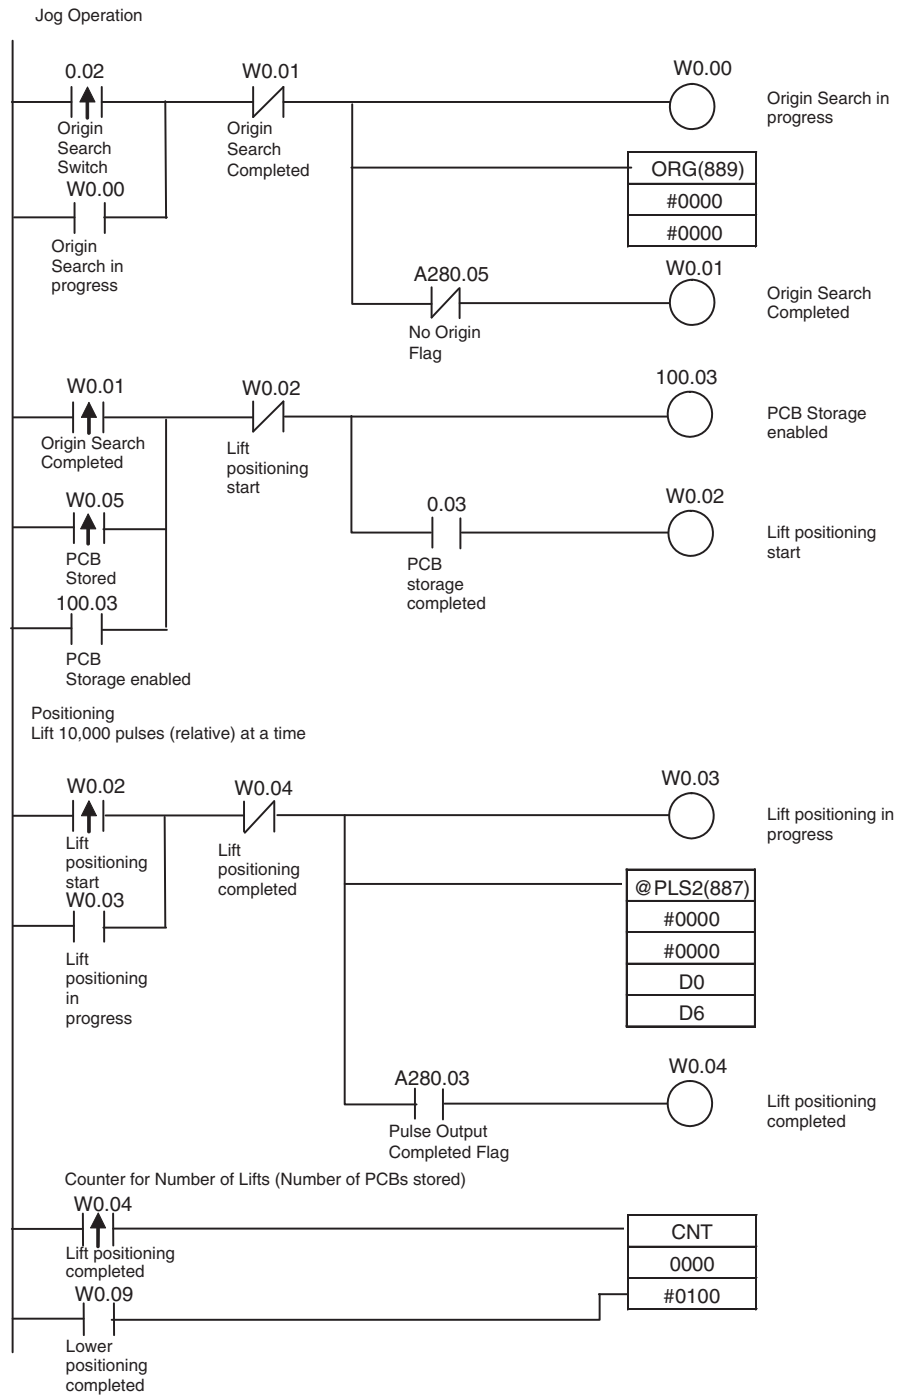 Jog Operation
0.02
W0.01
W0.00
Origin Search in
progress
Origin
Search
Switch
Origin
Search
Completed
ORG(889)
#0000
#0000
W0.00
Origin
Search in
progress
A280.05
W0.01
Origin Search
Completed
No Origin
Flag
W0.01
W0.02
100.03
PCB Storage
enabled
Origin Search
Completed
Lift
positioning
start
W0.05
0.03
W0.02
Lift positioning
start
PCB
Stored
PCB
storage
completed
100.03
PCB
Storage enabled
Positioning
Lift 10,000 pulses (relative) at a time
W0.02
W0.04
W0.03
Lift positioning in
progress
Lift
positioning
start
Lift
positioning
completed
@PLS2(887)
#0000
#0000
D0
D6
W0.03
Lift
positioning
in
progress
A280.03
W0.04
Lift positioning
completed
Pulse Output
Completed Flag
Counter for Number of Lifts (Number of PCBs stored)
W0.04
Lift positioning
completed
CNT
0000
#0100
W0.09
Lower
positioning
completed